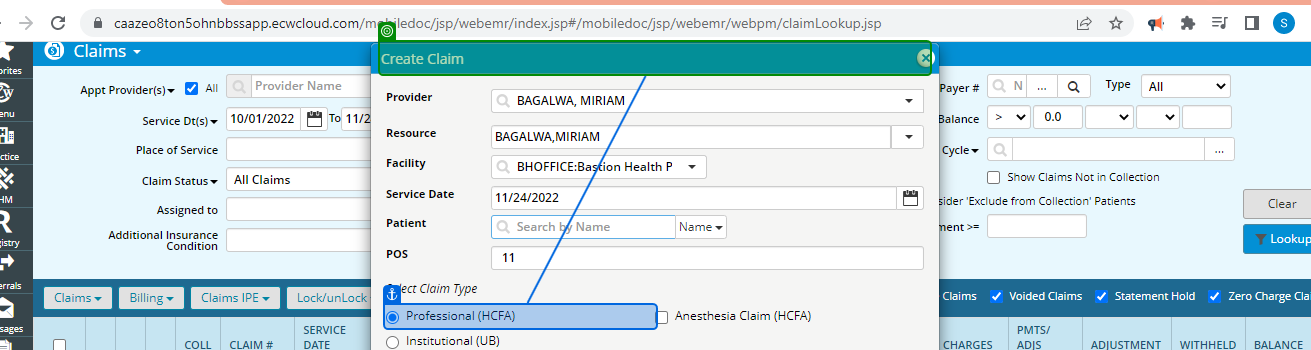 caazeo8ton5ohnbbssapp.ecwcloud.com/mobiledoc/jsp/webemr/index.jsp#/mobiledoc/jsp/webemr/webpm/claimLookup.jsp
S
Claims
Create Claim
orites
Appt Provider(s) All Provider Name
Provider BAGALWA, MIRIAM
Payer # N ... Type All
enu
Service Dt(s) 10/01/2022 To 11/2
Resource BAGALWA,MIRIAM
Balance > 0.0
ctice
Place of Service
Facility BHOFFICE:Bastion Health P
Cycle ...
HM
Claim Status All Claims
Service Date 11/24/2022
Show Claims Not in Collection
Assigned to
sider 'Exclude from Collection' Patients
Clear
R
gistry
Patient Search by Name Name
ment >=
Additional Insurance
Condition
Lookup
POS 11
errals
Select Claim Type
Claims Billing Claims IPE Lock/unLock
Claims Voided Claims Statement Hold Zero Charge Clai
Professional (HCFA) Anesthesia Claim (HCFA)
sages
COLL CLAIM # SERVICE
DATE
Institutional (UB)
CHARGES PMTS/
ADJS ADJUSTMENT WITHHELD BALANCE